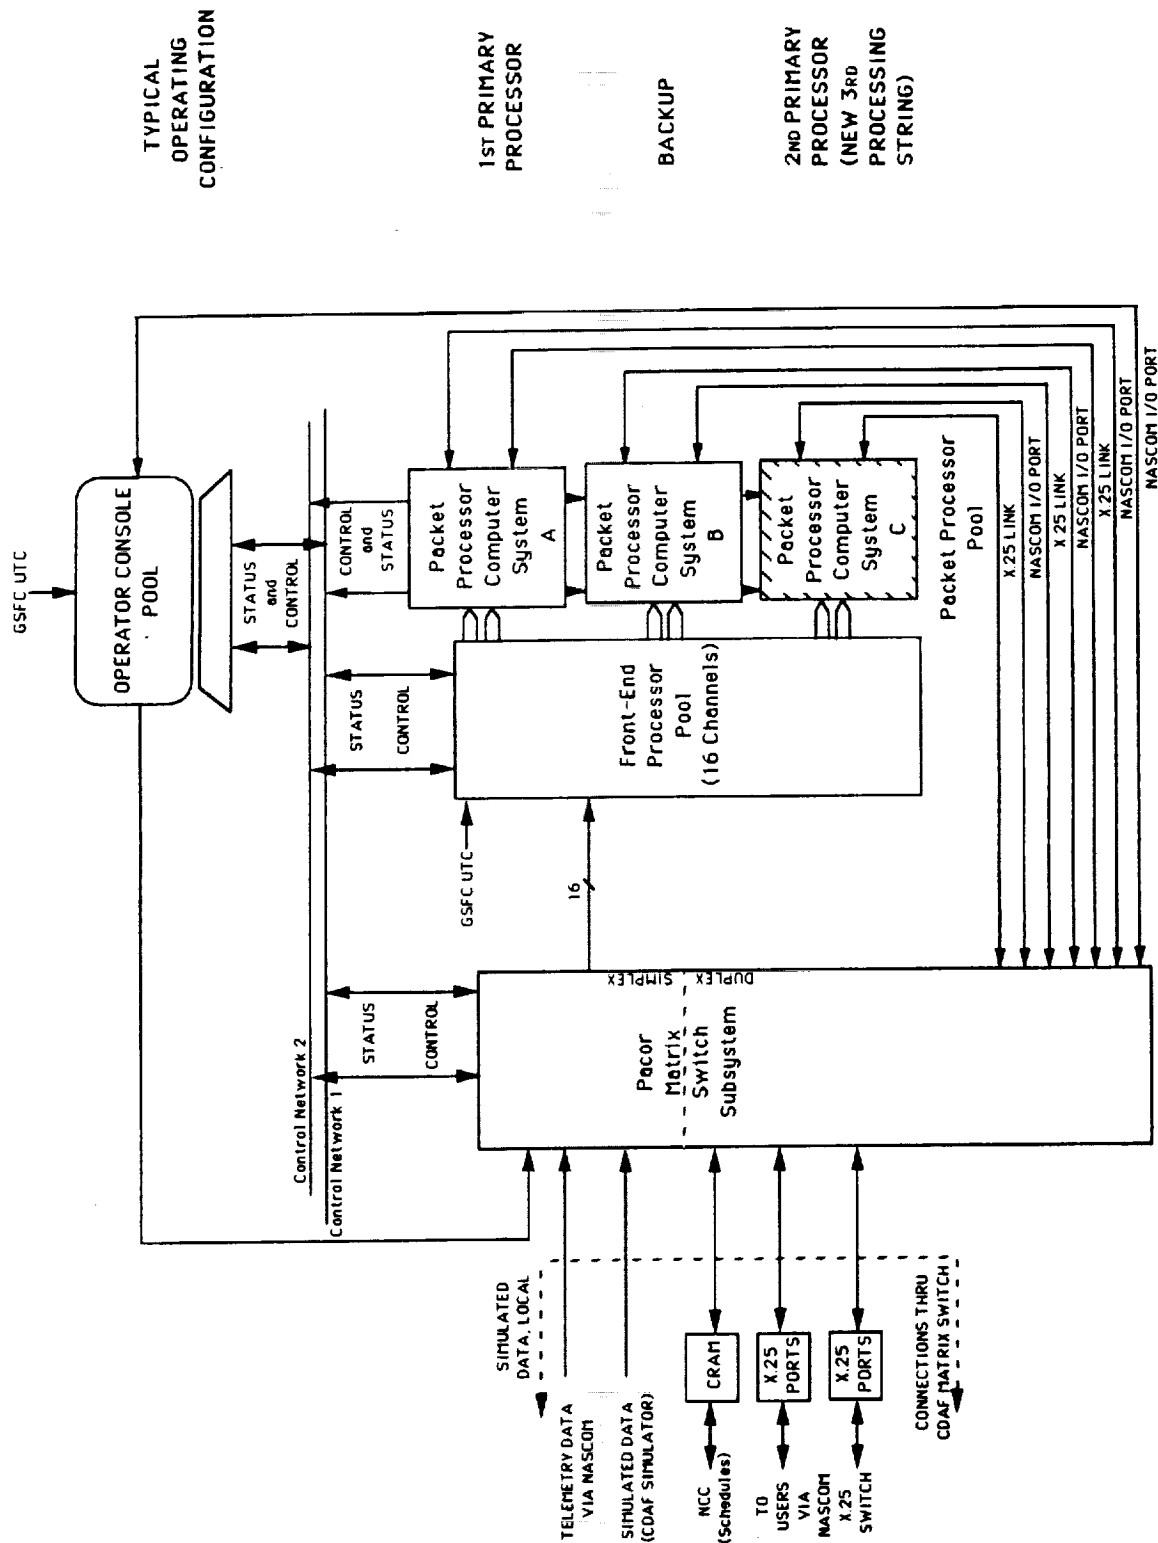 GSFC UTC
OPERATOR CONSOLE
POOL
TYPICAL
OPERATING
CONFIGURATION
STATUS
and
CONTROL
Control Network 2
Control Network 1
STATUS
CONTROL
STATUS
CONTROL
CONTROL
and
STATUS
1ST PRIMARY
PROCESSOR
Packet
Processor
Computer
System
A
BACKUP
Packet
Processor
Computer
System
B
2ND PRIMARY
PROCESSOR
(NEW 3RD
PROCESSING
STRING)
Packet
Processor
Computer
System
C
Packet Processor
Pool
GSFC UTC
16
Front-End
Processor
Pool
(16 Channels)
Pacor
Matrix
Switch
Subsystem
SIMPLEX
DUPLEX
SIMULATED
DATA, LOCAL
TELEMETRY DATA
VIA NASCOM
SIMULATED DATA
(CDAF SIMULATOR)
NCC
(Schedules)
CRAM
TO
USERS
VIA
NASCOM
X.25
SWITCH
X.25
PORTS
X.25
PORTS
CONNECTIONS THRU
CDAF MATRIX SWITCH
X.25 LINK
NASCOM I/O PORT
X.25 LINK
NASCOM I/O PORT
X.25 LINK
NASCOM I/O PORT
NASCOM I/O PORT